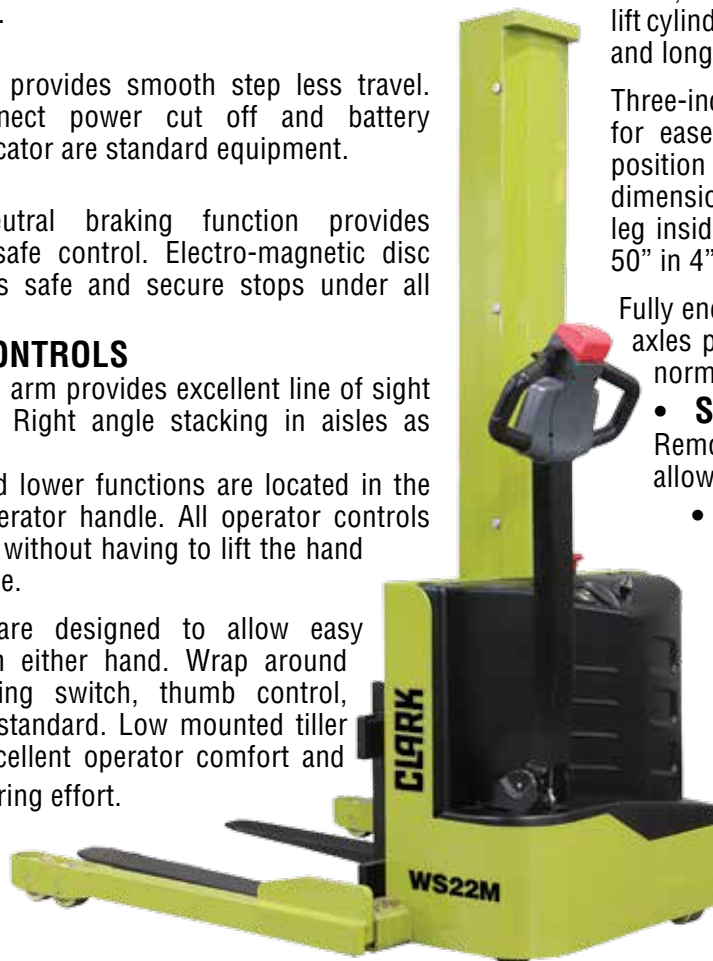 provides smooth step less travel.
nect power cut off and battery
cator are standard equipment.
eutral braking function provides
safe control. Electro-magnetic disc
s safe and secure stops under all
ONTROLS
arm provides excellent line of sight
Right angle stacking in aisles as
d lower functions are located in the
erator handle. All operator controls
without having to lift the hand
e.
are designed to allow easy
n either hand. Wrap around
ing switch, thumb control,
standard. Low mounted tiller
cellent operator comfort and
ring effort.
lift cylind
and long
Three-inc
for ease
position
dimensio
leg insid
50” in 4”
Fully enc
axles p
norm
• S
Remo
allow
•
CLARK
WS22M